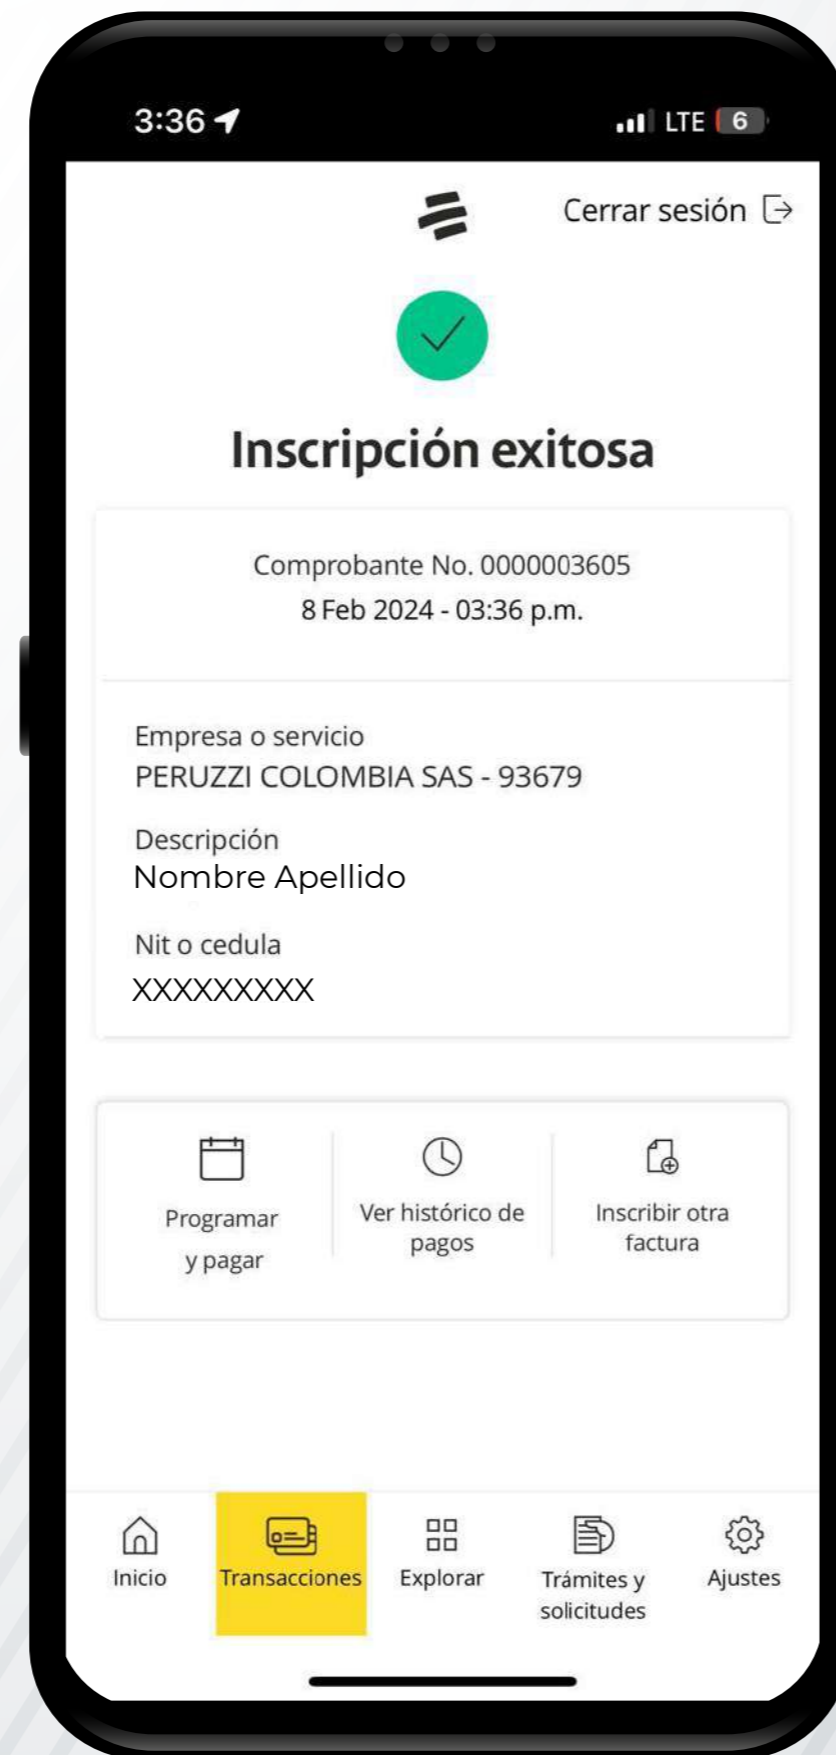 3:36
LTE 6
Cerrar sesión
Inscripción exitosa
Comprobante No. 0000003605
8 Feb 2024 - 03:36 p.m.
Empresa o servicio
PERUZZI COLOMBIA SAS - 93679
Descripción
Nombre Apellido
Nit o cedula
XXXXXXXXX
Programar
y pagar
Ver histórico de
pagos
Inscribir otra
factura
Inicio
Transacciones
Explorar
Trámites y
solicitudes
Ajustes